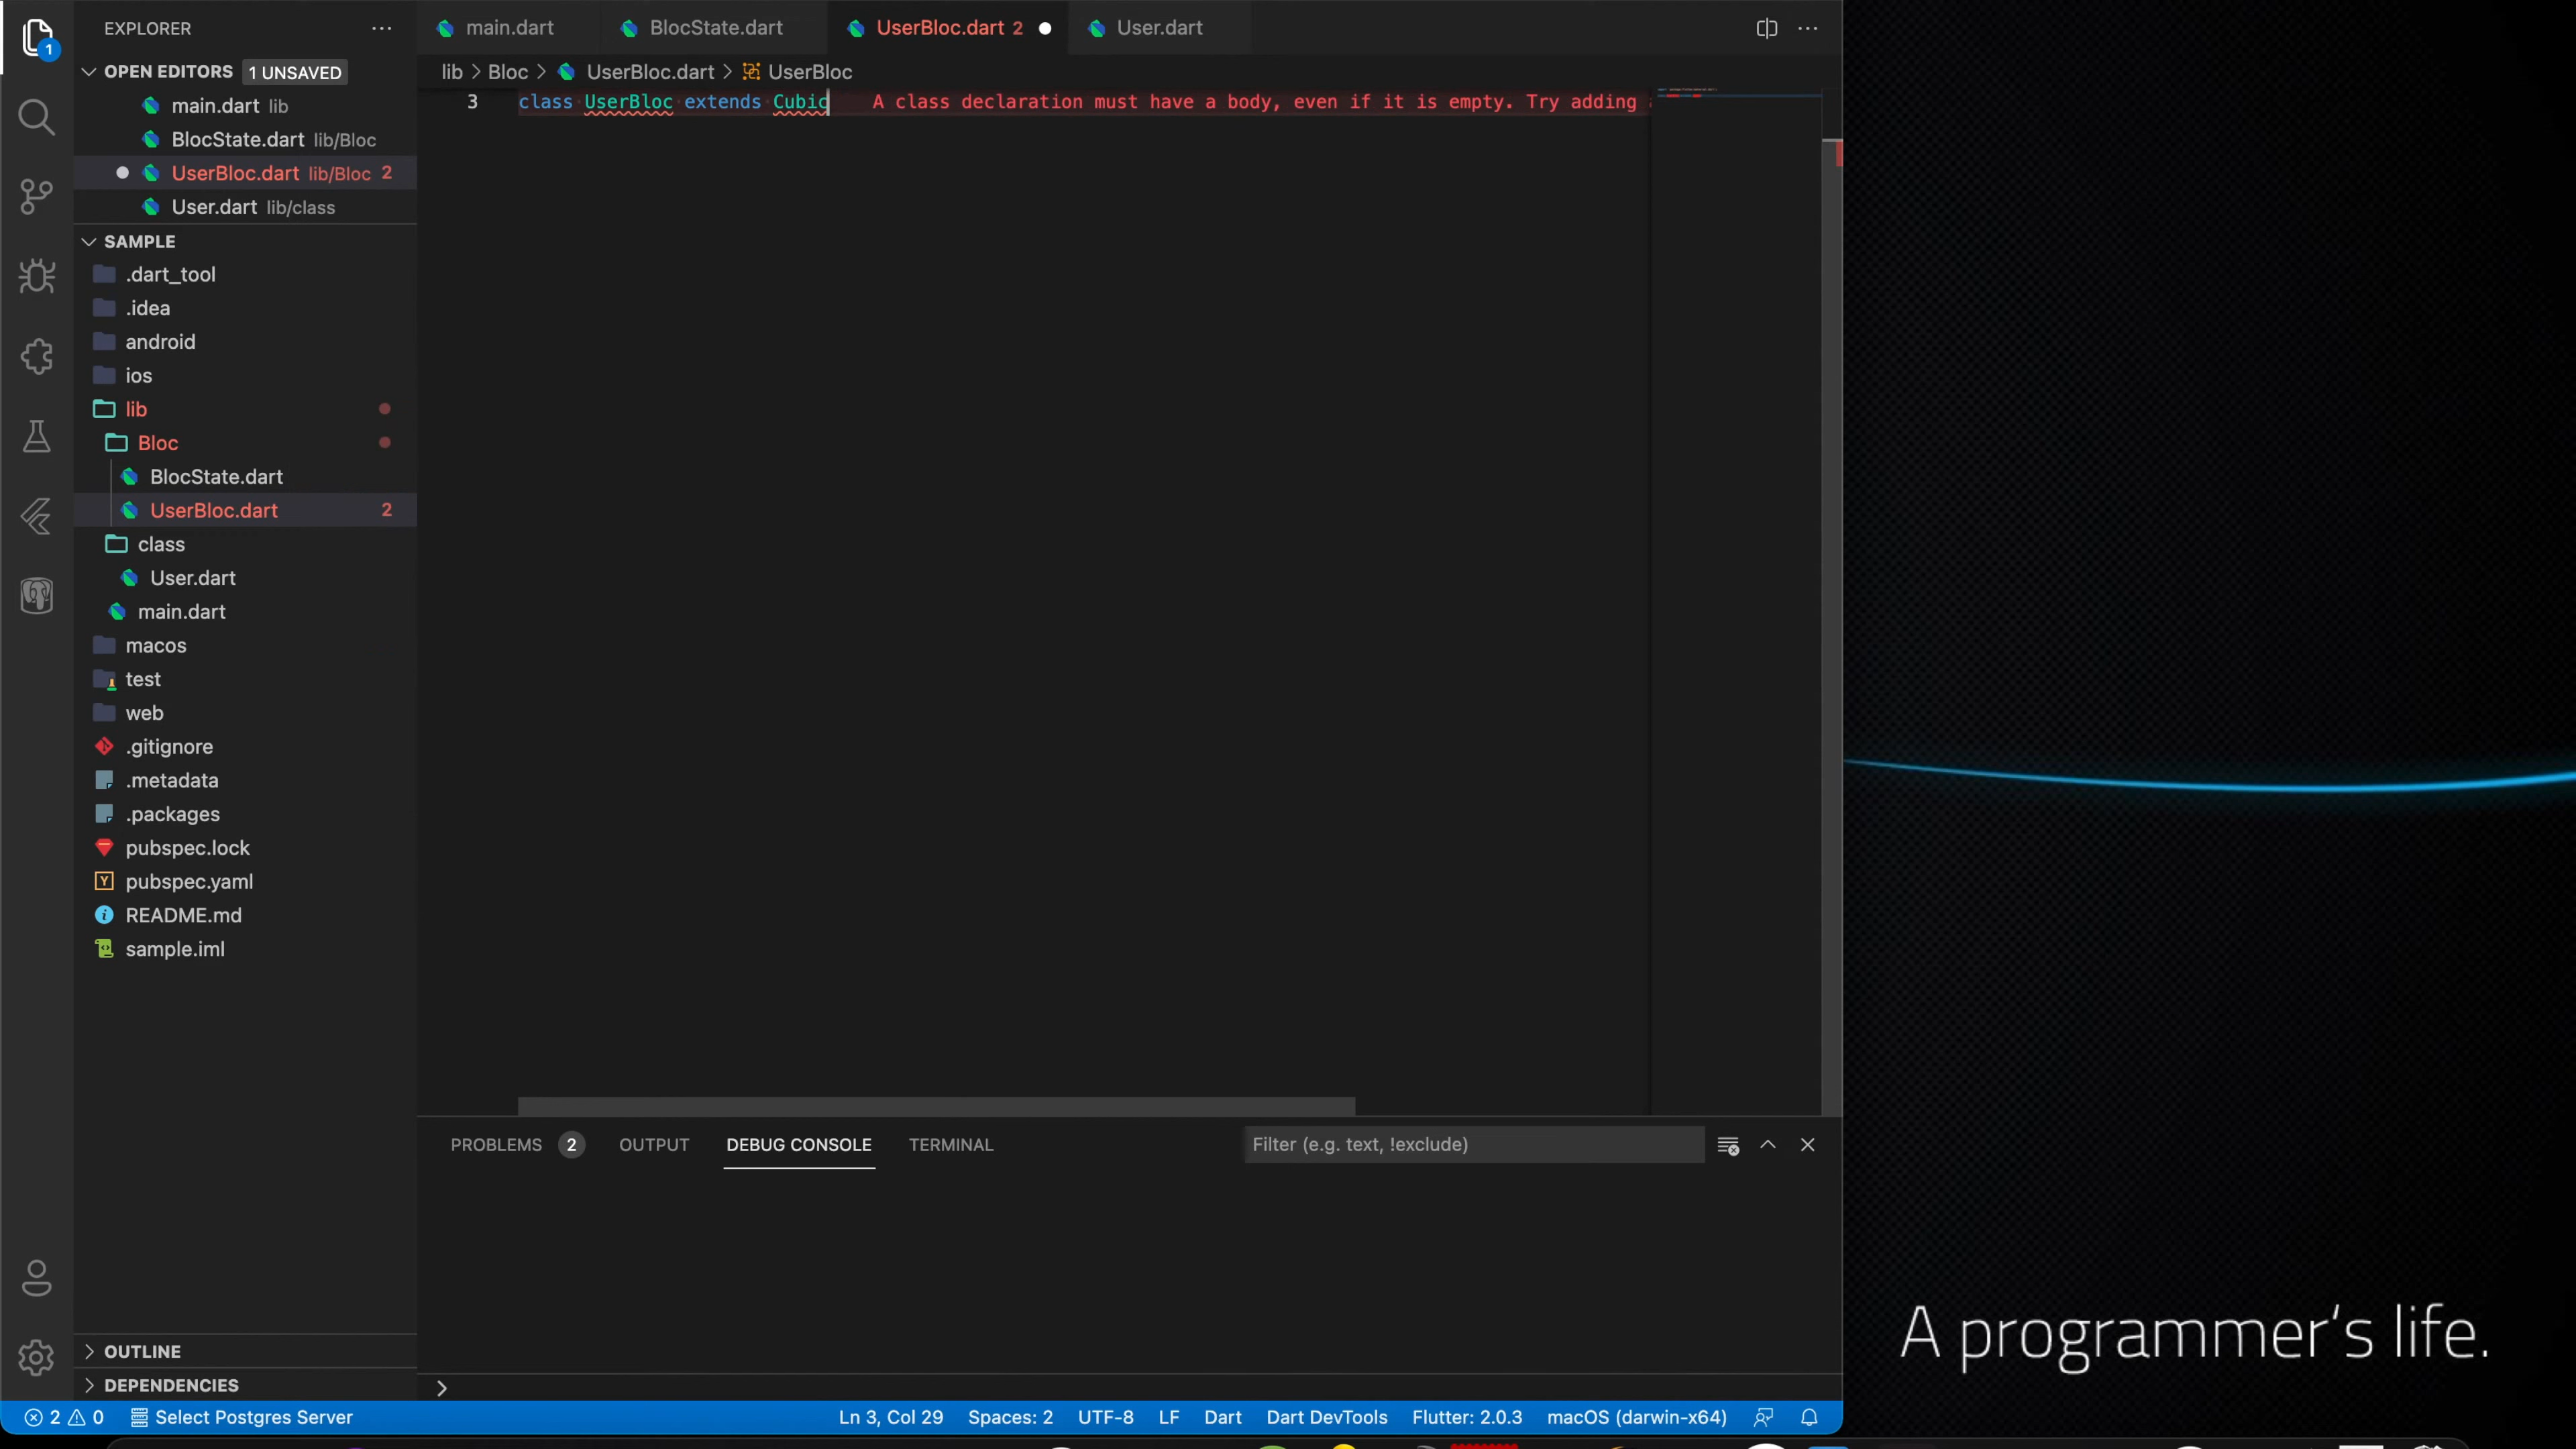 EXPLORER
OPEN EDITORS 1 UNSAVED
main.dart lib
BlocState.dart lib/Bloc
UserBloc.dart lib/Bloc 2
User.dart lib/class
SAMPLE
.dart_tool
.idea
android
ios
lib
Bloc
BlocState.dart
UserBloc.dart 2
class
User.dart
main.dart
macos
test
web
.gitignore
.metadata
.packages
pubspec.lock
pubspec.yaml
README.md
sample.iml
OUTLINE
DEPENDENCIES
1
main.dart BlocState.dart UserBloc.dart 2 User.dart
lib > Bloc > UserBloc.dart > UserBloc
3 class UserBloc extends Cubic A class declaration must have a body, even if it is empty. Try adding
PROBLEMS 2 OUTPUT DEBUG CONSOLE TERMINAL Filter (e.g. text, !exclude)
2 0 Select Postgres Server Ln 3, Col 29 Spaces: 2 UTF-8 LF Dart Dart DevTools Flutter: 2.0.3 macOS (darwin-x64)
A programmer's life.